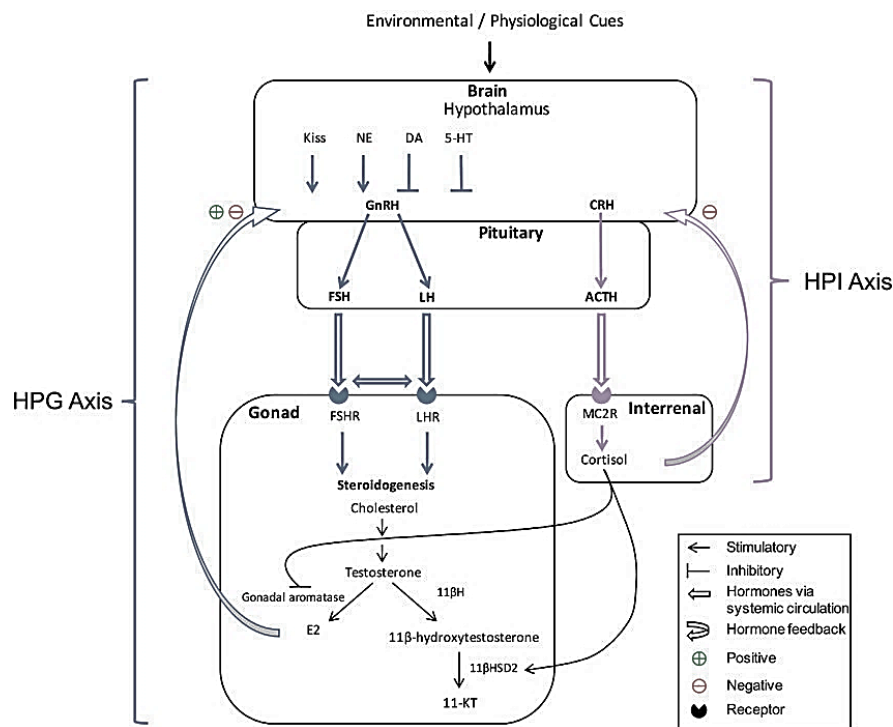 Environmental / Physiological Cues
Brain
Hypothalamus
Kiss NE DA 5-HT
GnRH CRH
Pituitary
FSH LH ACTH
HPG Axis
HPI Axis
Gonad
FSHR LHR
Interrenal
MC2R
Cortisol
Steroidogenesis
Cholesterol
Testosterone
Gonadal aromatase
11βH
E2
11β-hydroxytestosterone
11βHSD2
11-KT
Stimulatory
Inhibitory
Hormones via
systemic circulation
Hormone feedback
Positive
Negative
Receptor